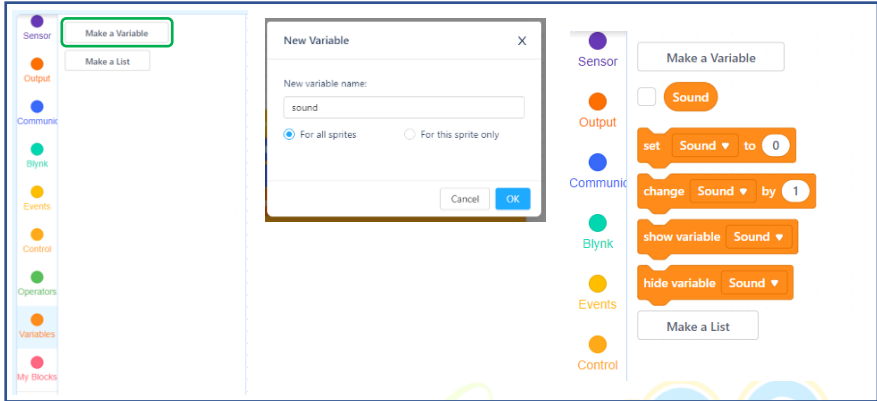 Sensor
Output
Communic
Blynk
Events
Control
Operators
Variables
My Blocks
Make a Variable
Make a List
New Variable X
New variable name:
sound
For all sprites For this sprite only
Cancel OK
Sensor
Output
Communic
Blynk
Events
Control
Make a Variable
Sound
set Sound to 0
change Sound by 1
show variable Sound
hide variable Sound
Make a List